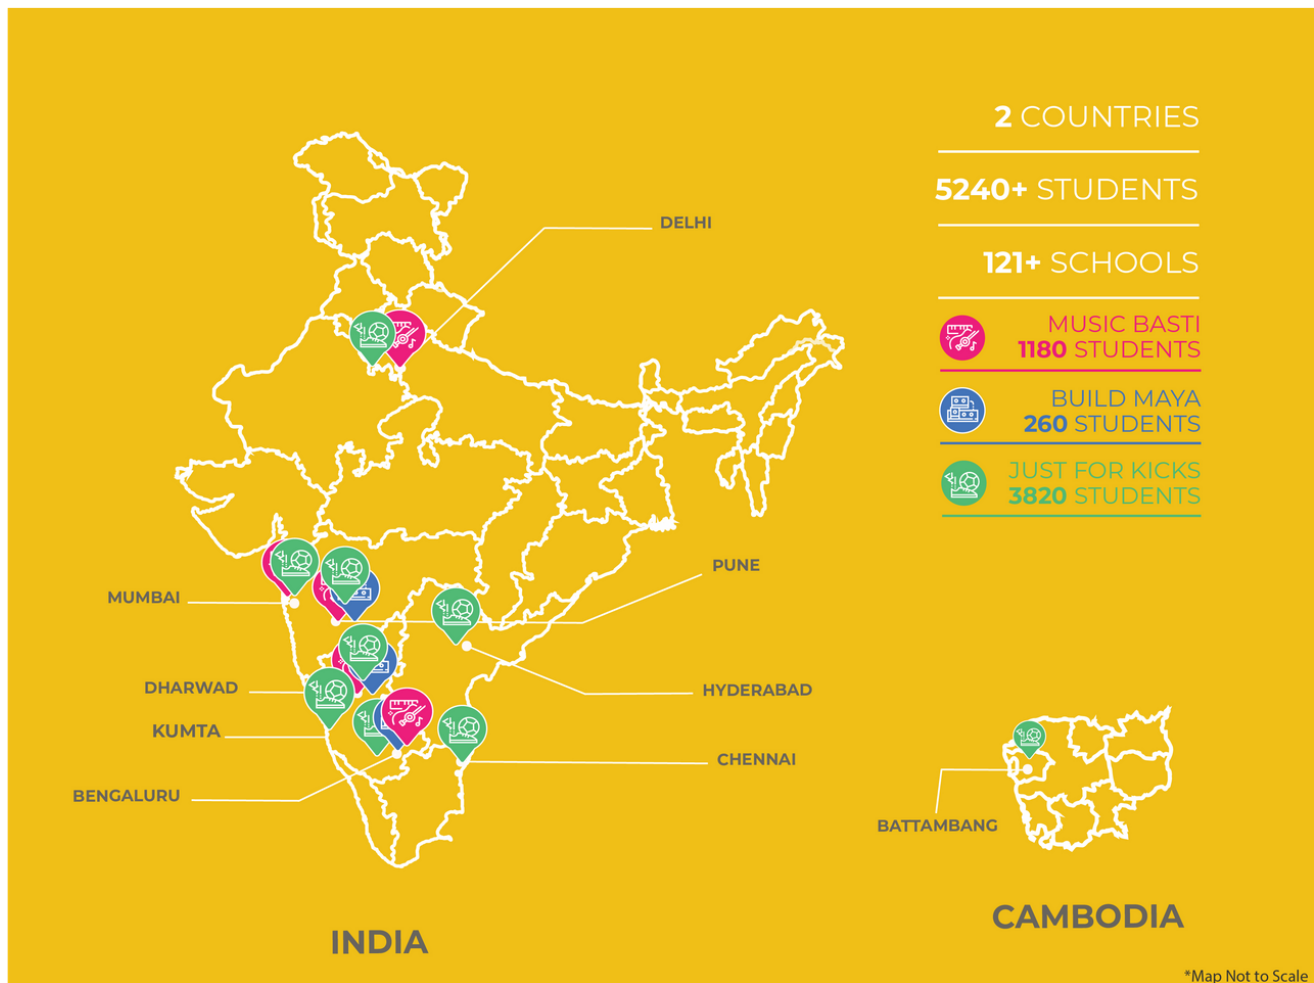 2 COUNTRIES
5240+ STUDENTS
121+ SCHOOLS
MUSIC BASTI
1180 STUDENTS
BUILD MAYA
260 STUDENTS
JUST FOR KICKS
3820 STUDENTS
DELHI
PUNE
MUMBAI
DHARWAD
HYDERABAD
KUMTA
CHENNAI
BENGALURU
BATTAMBANG
CAMBODIA
INDIA
*Map Not to Scale